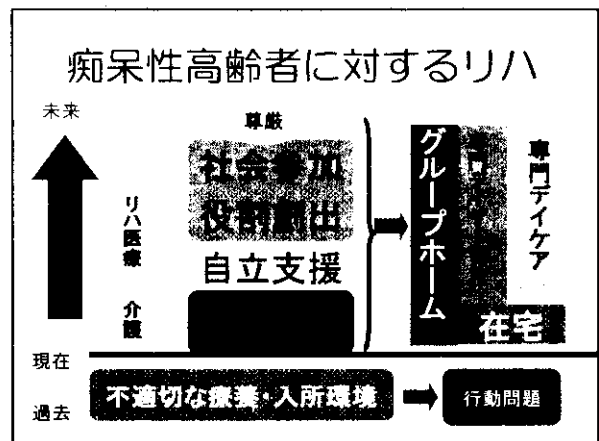 痴呆性高齢者に対するリハ
未来
尊厳
社会参加
役割創出
自立支援
リハ医療
介護
グループホーム
専門デイケア
在宅
現在
過去
不適切な療養・入所環境
行動問題